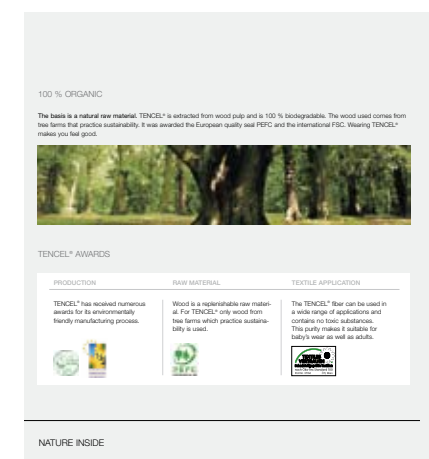 100 % ORGANIC
The basis is a natural raw material. TENCEL® is extracted from wood pulp and is 100 % biodegradable. The wood used comes from
tree farms that practice sustainability. It was awarded the European quality seal PEFC and the international FSC. Wearing TENCEL®
makes you feel good.
TENCEL® AWARDS
PRODUCTION
TENCEL® has received numerous
awards for its environmentally
friendly manufacturing process.
RAW MATERIAL
Wood is a replenishable raw materi-
al. For TENCEL® only wood from
tree farms which practice sustaina-
bility is used.
PEFC
TEXTILE APPLICATION
The TENCEL® fiber can be used in
a wide range of applications and
contains no toxic substances.
This purity makes it suitable for
baby's wear as well as adults.
NATURE INSIDE